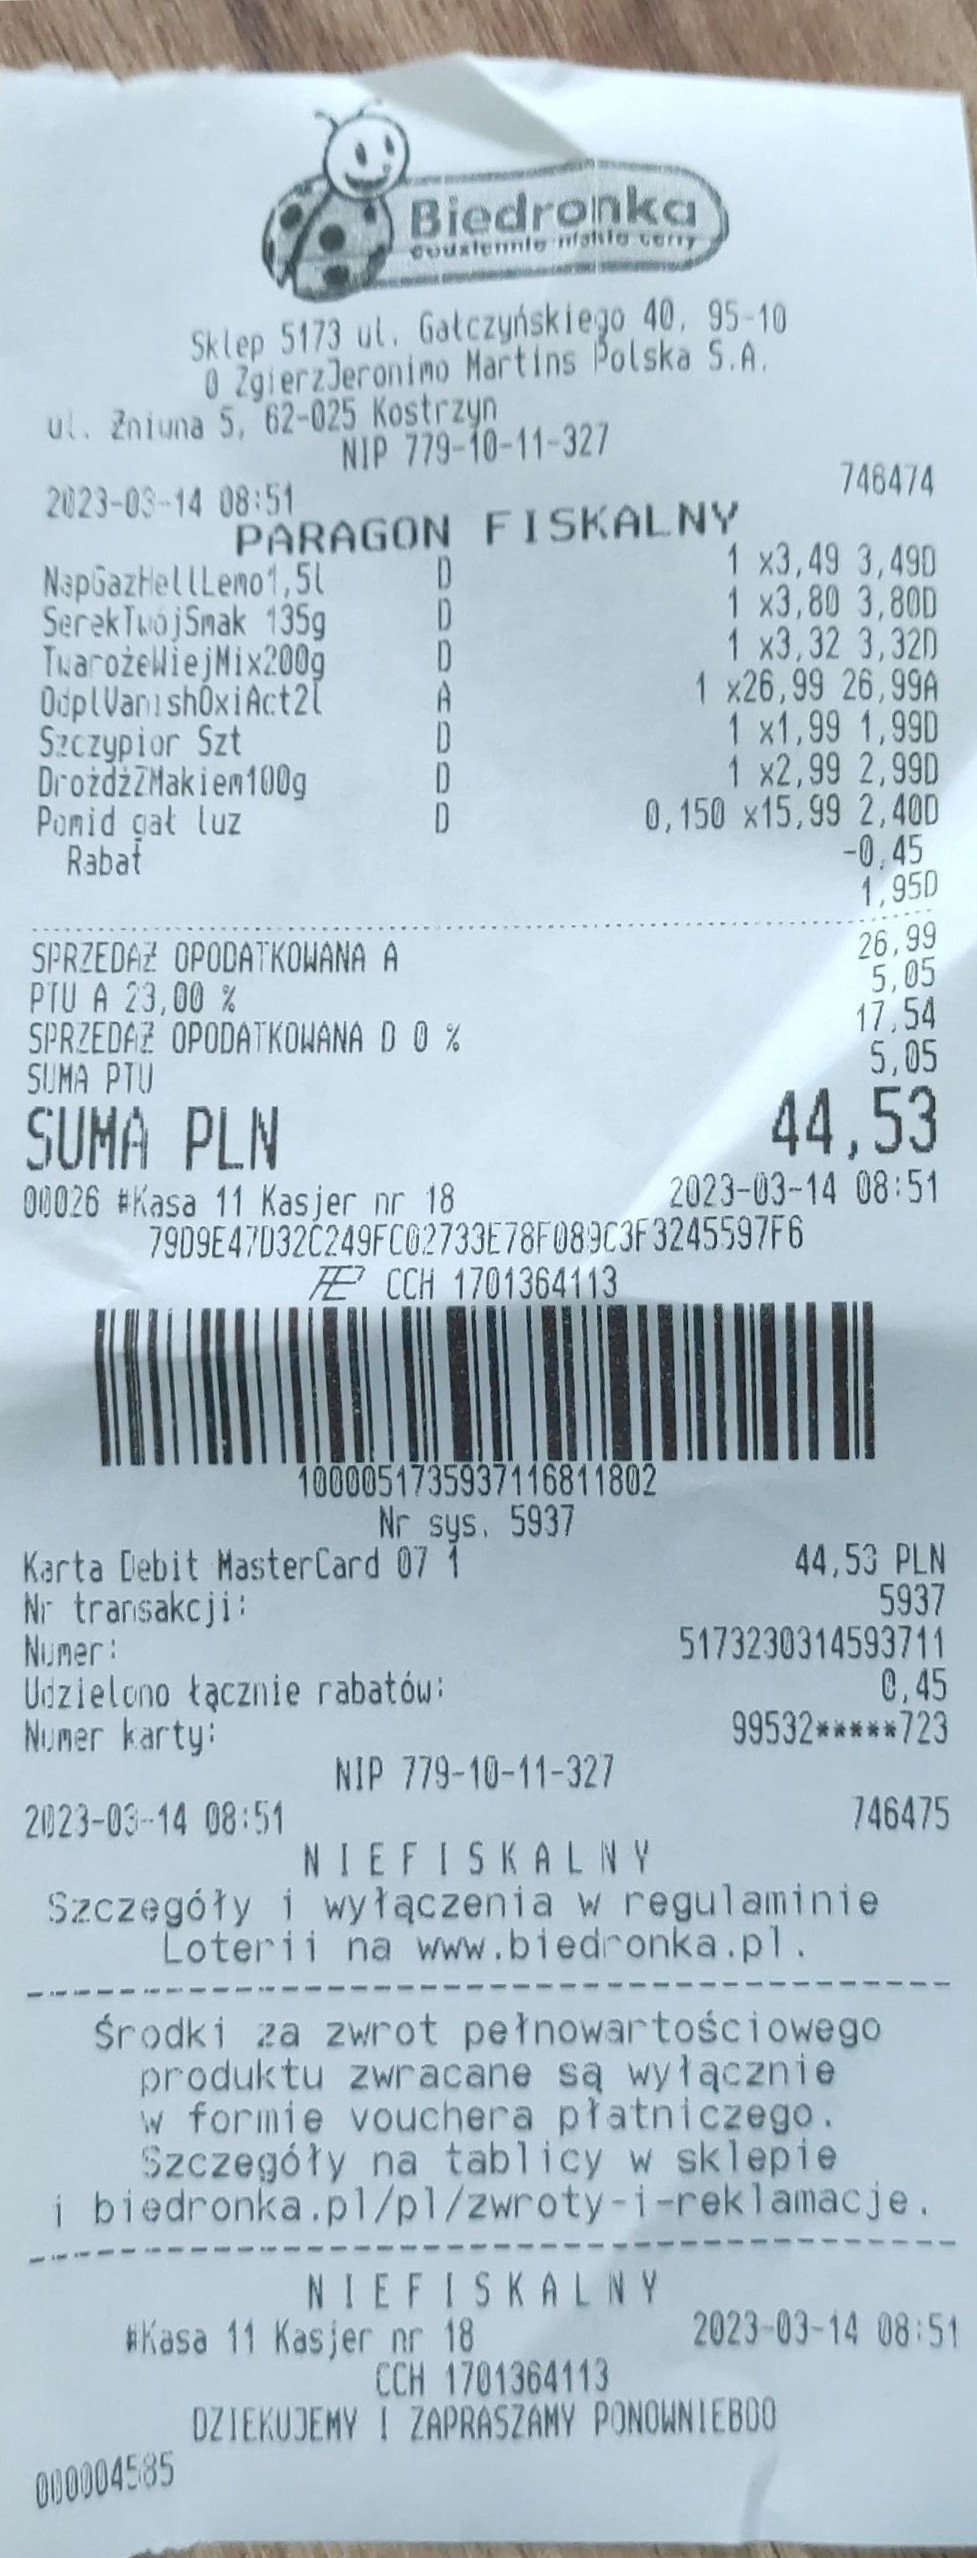 Biedronka
Codziennie niskie ceny
Sklep 5173 ul. Gałczyńskiego 40, 95-10
0 ZgierzJeronimo Martins Polska S.A.
ul. Żniwna 5, 62-025 Kostrzyn
NIP 779-10-11-327
2023-03-14 08:51 746474
PARAGON FISKALNY
NapGazHellLemo1,5l D 1 x3,49 3,49D
SerekTwójSmak 135g D 1 x3,80 3,80D
TwarożeWiejMix200g D 1 x3,32 3,32D
OdplVanishOxiAct2l A 1 x26,99 26,99A
Szczypior Szt D 1 x1,99 1,99D
DrożdżZMakiem100g D 1 x2,99 2,99D
Pomid gał luz D 0,150 x15,99 2,40D
Rabat -0,45
1,95D
SPRZEDAŻ OPODATKOWANA A 26,99
PTU A 23,00 % 5,05
SPRZEDAŻ OPODATKOWANA D 0 % 17,54
SUMA PTU 5,05
SUMA PLN 44,53
00026 #Kasa 11 Kasjer nr 18 2023-03-14 08:51
79D9E47D32C249FC02733E78F089C3F3245597F6
CCH 1701364113
1000051735937116811802
Nr sys. 5937
Karta Debit MasterCard 07 1 44,53 PLN
Nr transakcji: 5937
Numer: 5173230314593711
Udzielono łącznie rabatów: 0,45
Numer karty: 99532*****723
NIP 779-10-11-327
2023-03-14 08:51 746475
NIEFISKALNY
Szczegóły i wyłączenia w regulaminie
Loterii na www.biedronka.pl.
Środki za zwrot pełnowartościowego
produktu zwracane są wyłącznie
w formie vouchera płatniczego.
Szczegóły na tablicy w sklepie
i biedronka.pl/pl/zwroty-i-reklamacje.
NIEFISKALNY
#Kasa 11 Kasjer nr 18 2023-03-14 08:51
CCH 1701364113
DZIEKUJEMY I ZAPRASZAMY PONOWNIEBDO
000004585